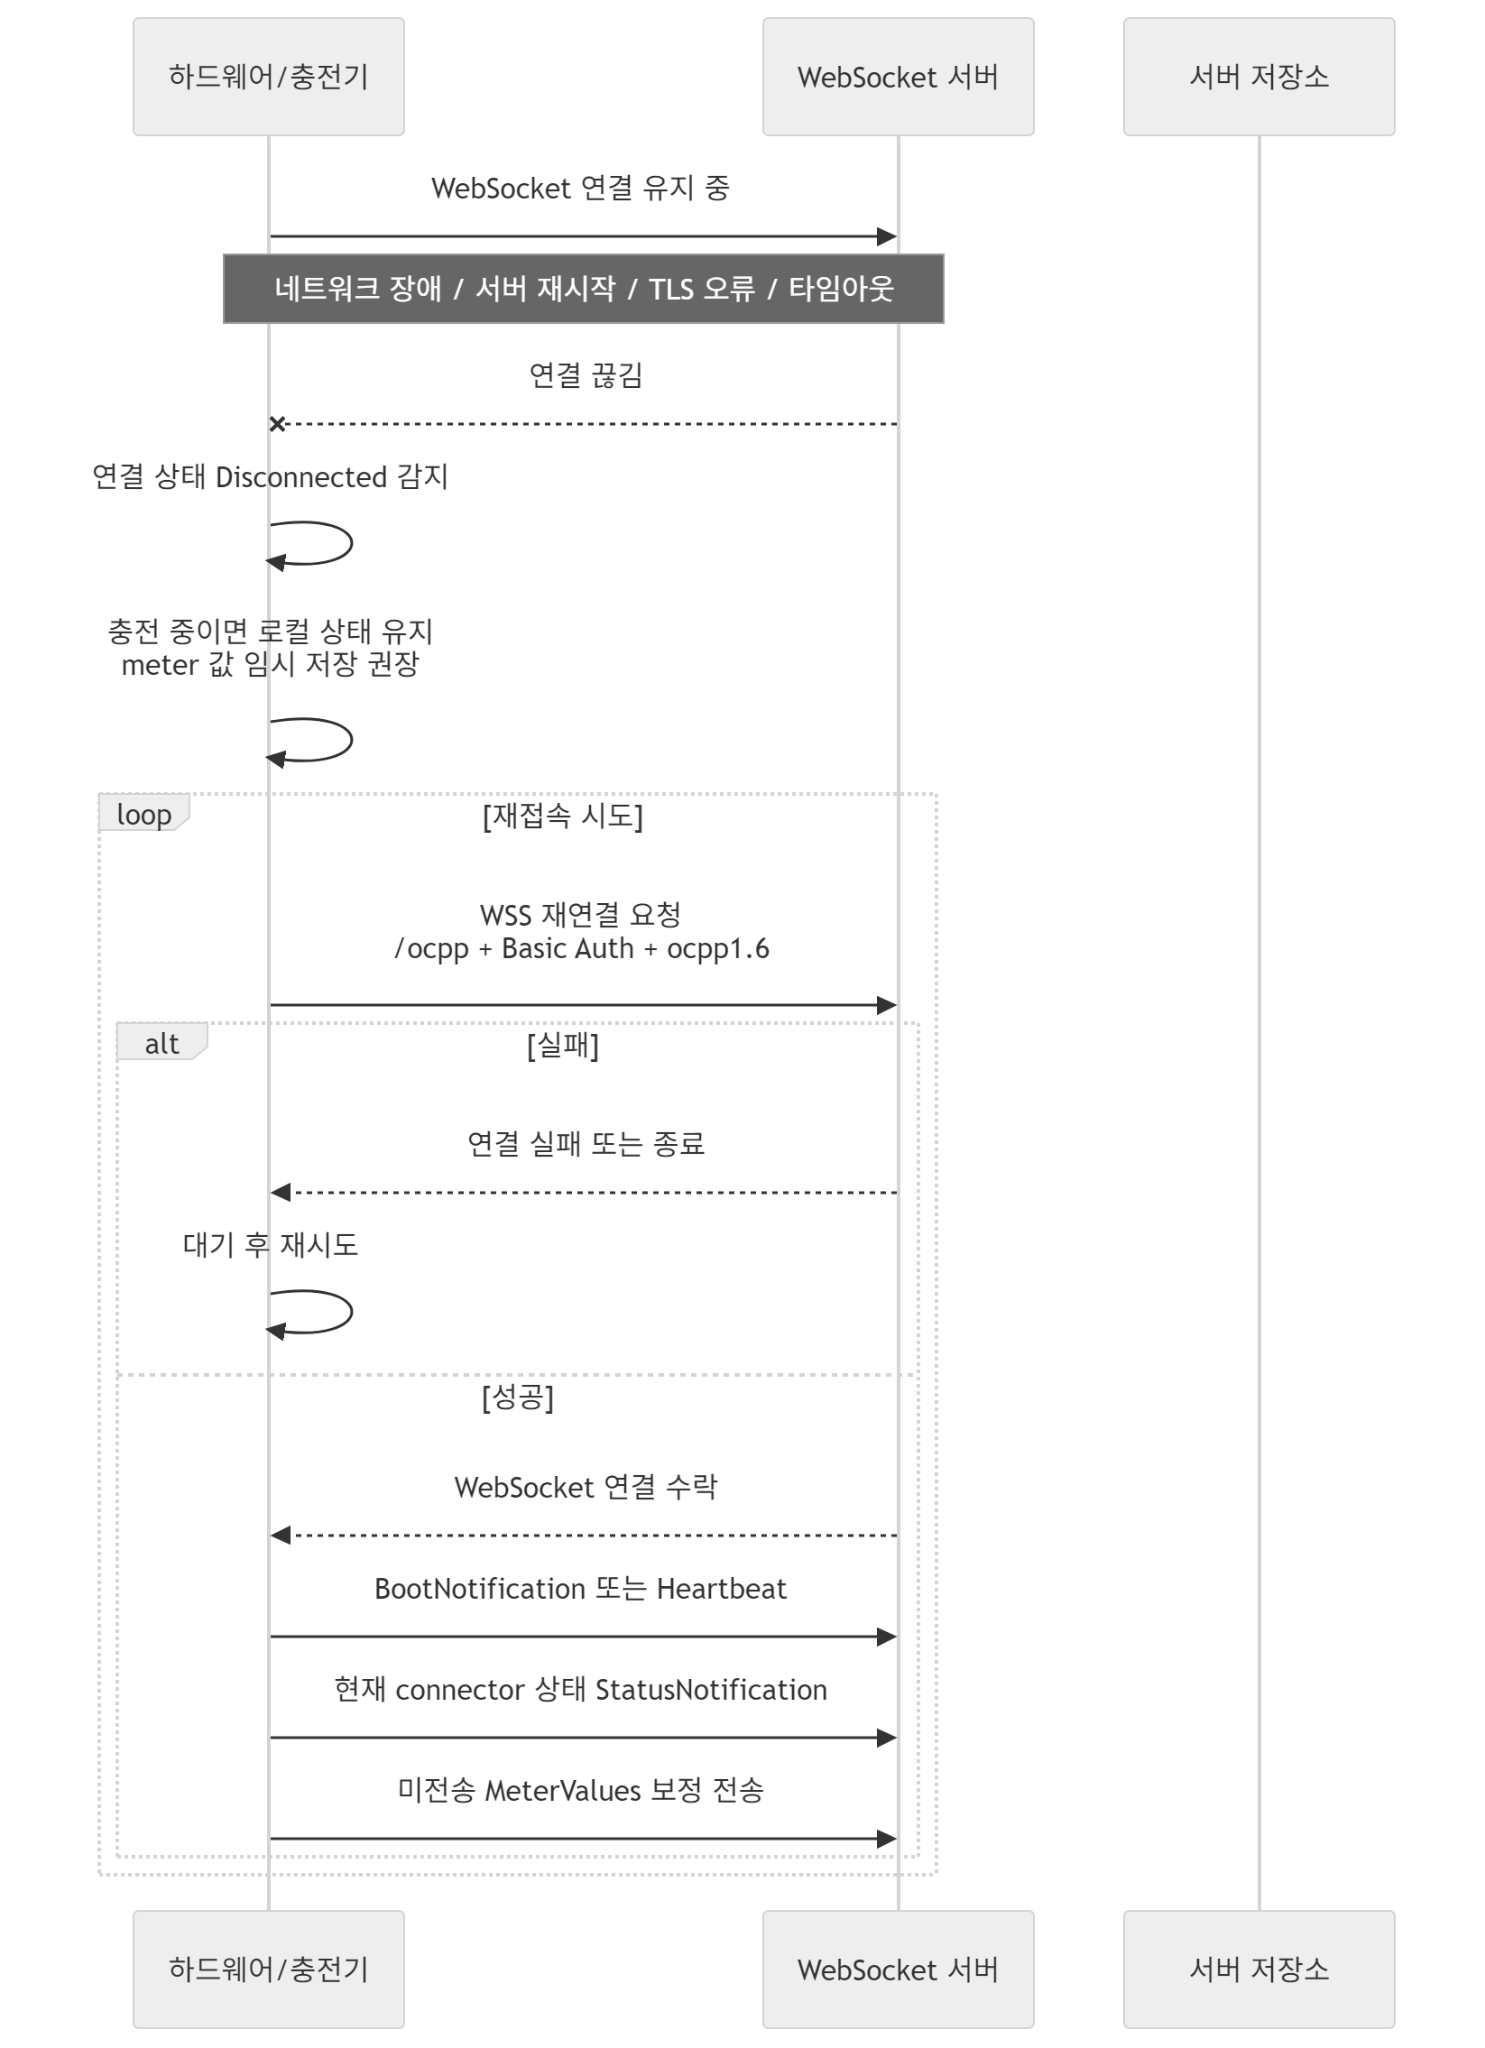 하드웨어/충전기
WebSocket 서버
서버 저장소
WebSocket 연결 유지 중
네트워크 장애 / 서버 재시작 / TLS 오류 / 타임아웃
연결 끊김
연결 상태 Disconnected 감지
충전 중이면 로컬 상태 유지
meter 값 임시 저장 권장
loop
[재접속 시도]
WSS 재연결 요청
/ocpp + Basic Auth + ocpp1.6
alt
[실패]
연결 실패 또는 종료
대기 후 재시도
[성공]
WebSocket 연결 수락
BootNotification 또는 Heartbeat
현재 connector 상태 StatusNotification
미전송 MeterValues 보정 전송
하드웨어/충전기
WebSocket 서버
서버 저장소